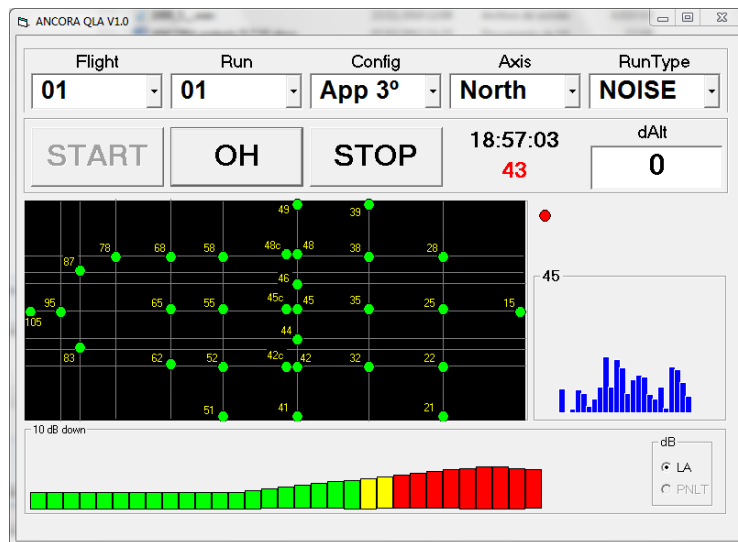 ANCORA QLA V1.0
Flight Run Config Axis RunType
01 01 App 3º North NOISE
START OH STOP 18:57:03 43 dAlt 0
49 39
78 68 58 48c 48 38 28
87
46
95 65 55 45c 45 35 25 15
105
44
83 62 52 42c 42 32 22
51 41 21
45
10 dB down
dB
LA
PNLT